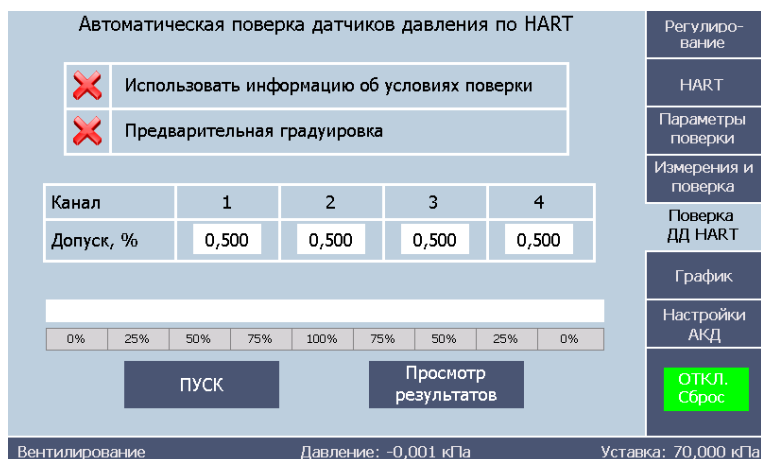 Автоматическая поверка датчиков давления по HART
Использовать информацию об условиях поверки
Предварительная градуировка
Канал 1 2 3 4
Допуск, % 0,500 0,500 0,500 0,500
0% 25% 50% 75% 100% 75% 50% 25% 0%
ПУСК
Просмотр
результатов
Регулиро-
вание
HART
Параметры
поверки
Измерения и
поверка
Поверка
ДД HART
График
Настройки
АКД
ОТКЛ.
Сброс
Вентилирование Давление: -0,001 кПа Уставка: 70,000 кПа